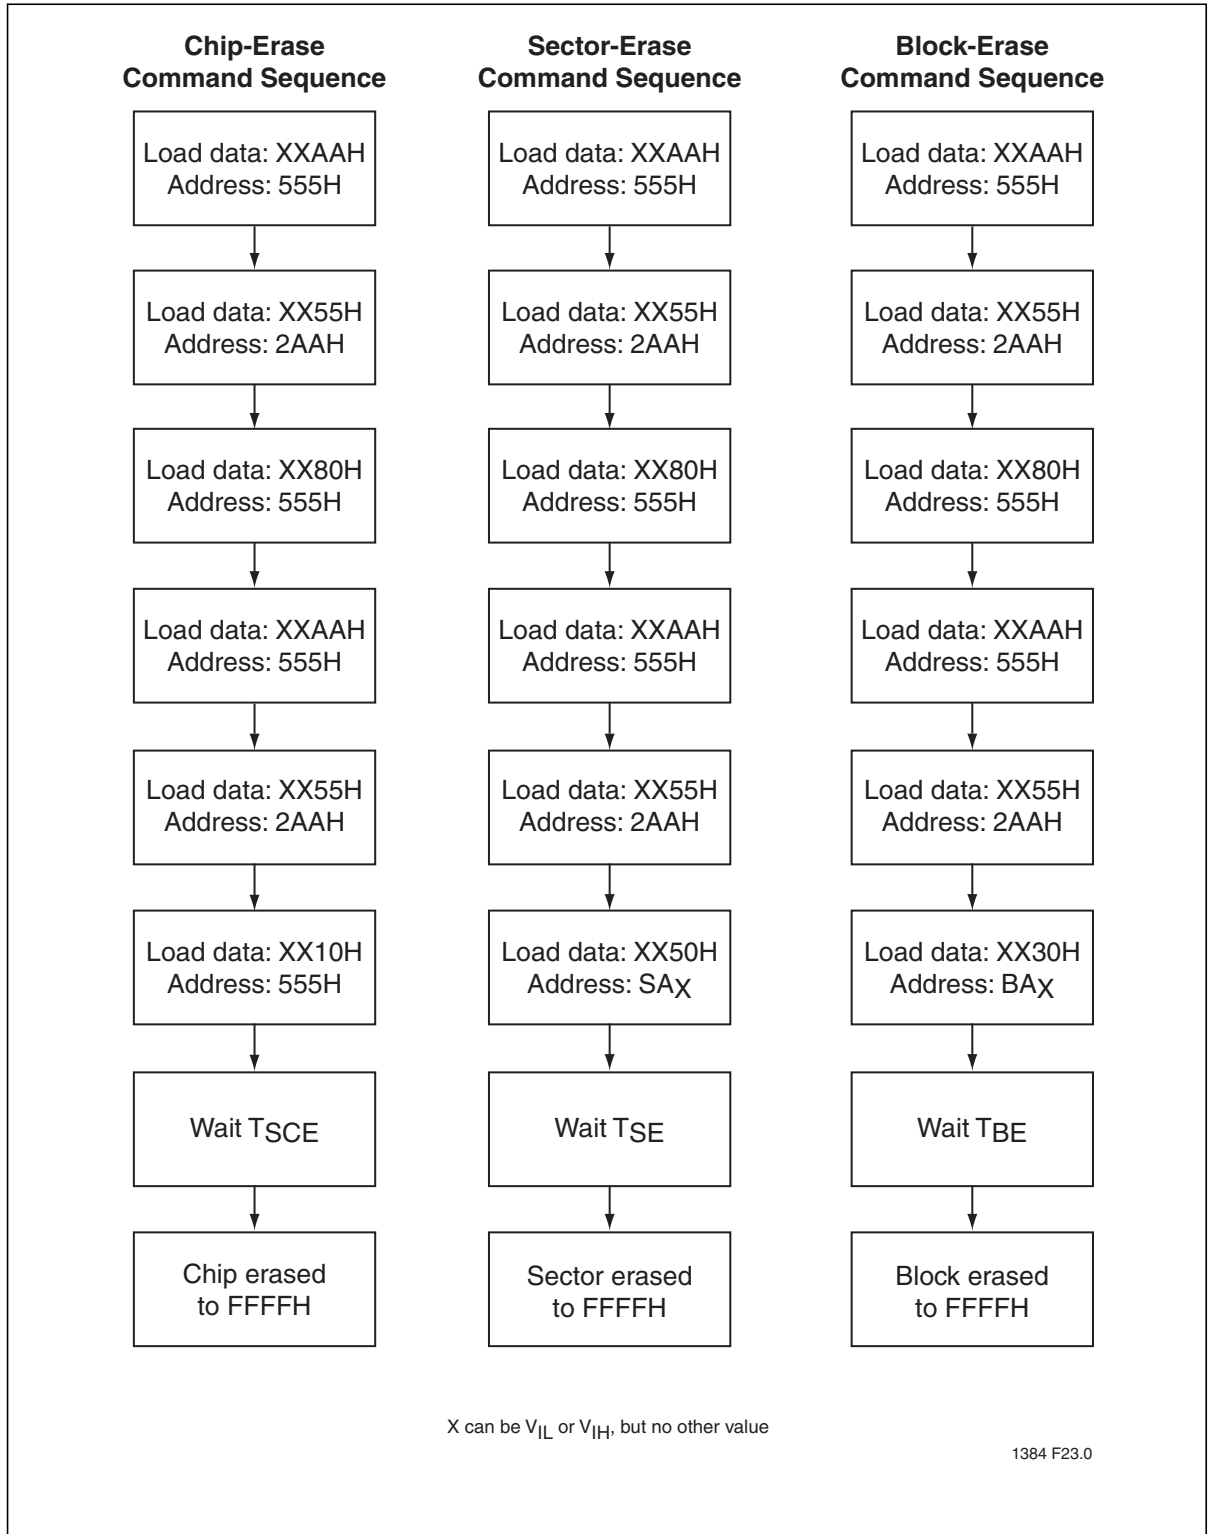 Chip-Erase
Command Sequence
Load data: XXAAH
Address: 555H
Load data: XX55H
Address: 2AAH
Load data: XX80H
Address: 555H
Load data: XXAAH
Address: 555H
Load data: XX55H
Address: 2AAH
Load data: XX10H
Address: 555H
Wait TSCE
Chip erased
to FFFFH
Sector-Erase
Command Sequence
Load data: XXAAH
Address: 555H
Load data: XX55H
Address: 2AAH
Load data: XX80H
Address: 555H
Load data: XXAAH
Address: 555H
Load data: XX55H
Address: 2AAH
Load data: XX50H
Address: SAX
Wait TSE
Sector erased
to FFFFH
Block-Erase
Command Sequence
Load data: XXAAH
Address: 555H
Load data: XX55H
Address: 2AAH
Load data: XX80H
Address: 555H
Load data: XXAAH
Address: 555H
Load data: XX55H
Address: 2AAH
Load data: XX30H
Address: BAX
Wait TBE
Block erased
to FFFFH
X can be VIL or VIH, but no other value
1384 F23.0